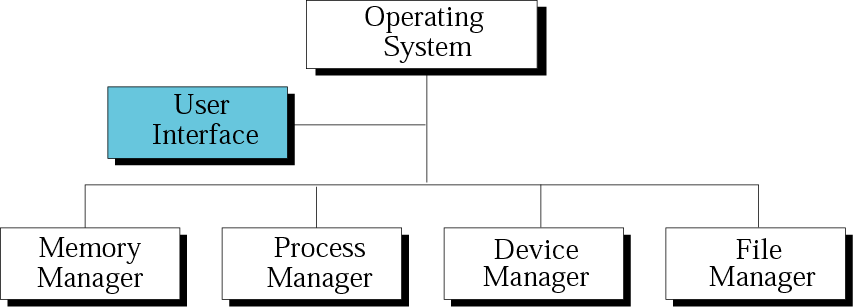 Operating
System
User
Interface
Memory
Manager
Process
Manager
Device
Manager
File
Manager